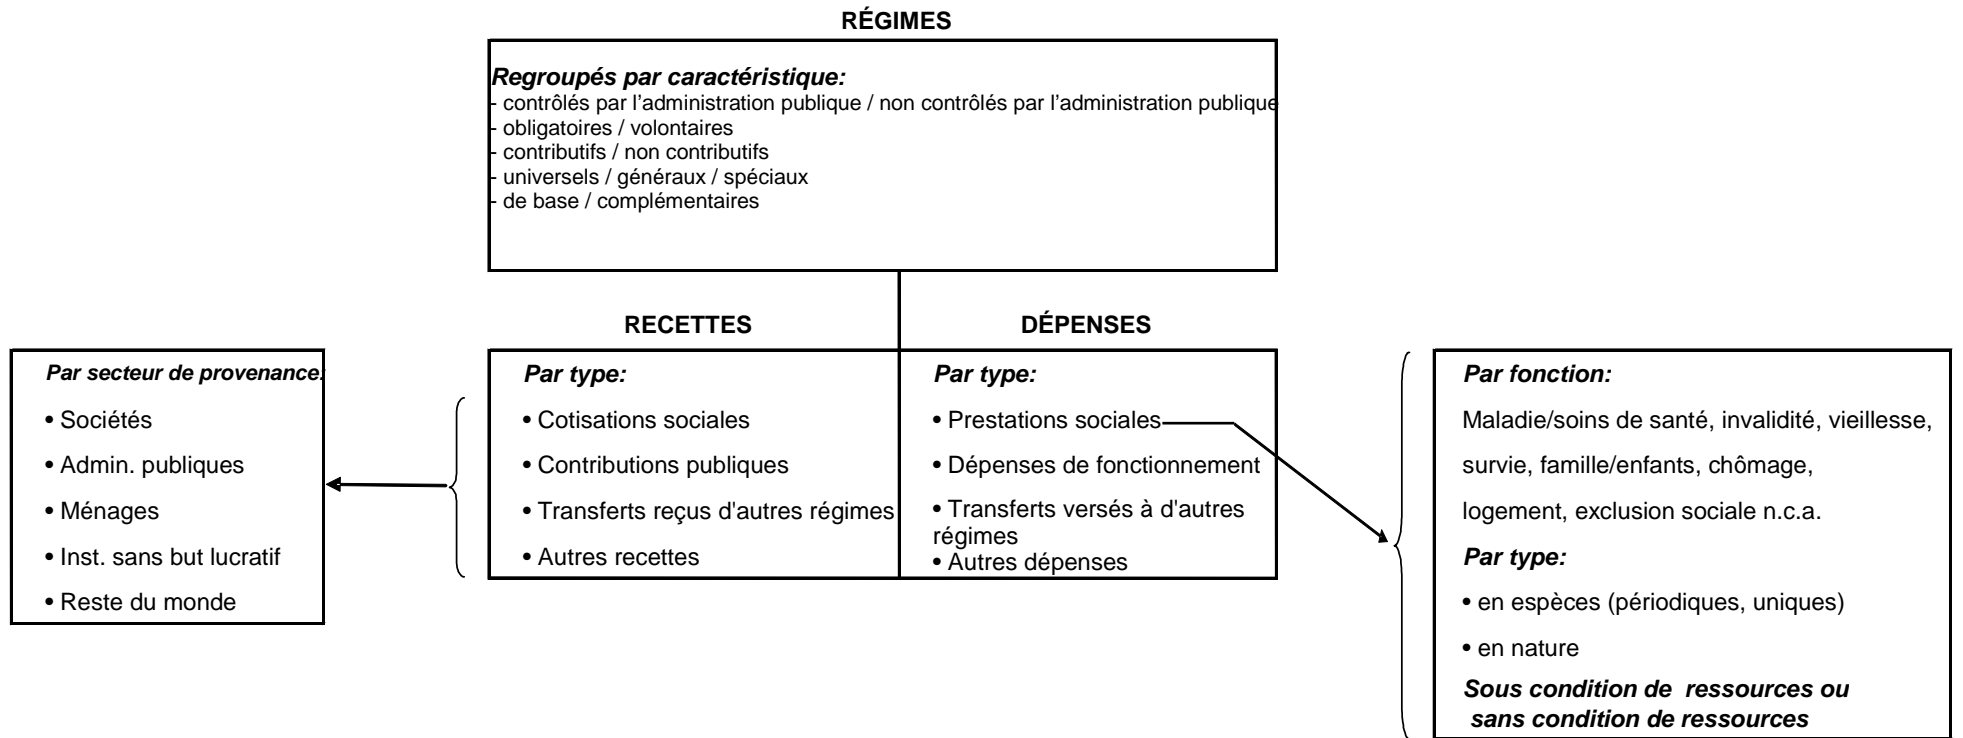 RÉGIMES
Regroupés par caractéristique:
- contrôlés par l'administration publique / non contrôlés par l'administration publique
- obligatoires / volontaires
- contributifs / non contributifs
- universels / généraux / spéciaux
- de base / complémentaires
RECETTES
DÉPENSES
Par secteur de provenance:
• Sociétés
• Admin. publiques
• Ménages
• Inst. sans but lucratif
• Reste du monde
Par type:
• Cotisations sociales
• Contributions publiques
• Transferts reçus d'autres régimes
• Autres recettes
Par type:
• Prestations sociales
• Dépenses de fonctionnement
• Transferts versés à d'autres
régimes
• Autres dépenses
Par fonction:
Maladie/soins de santé, invalidité, vieillesse,
survie, famille/enfants, chômage,
logement, exclusion sociale n.c.a.
Par type:
• en espèces (périodiques, uniques)
• en nature
Sous condition de ressources ou
sans condition de ressources